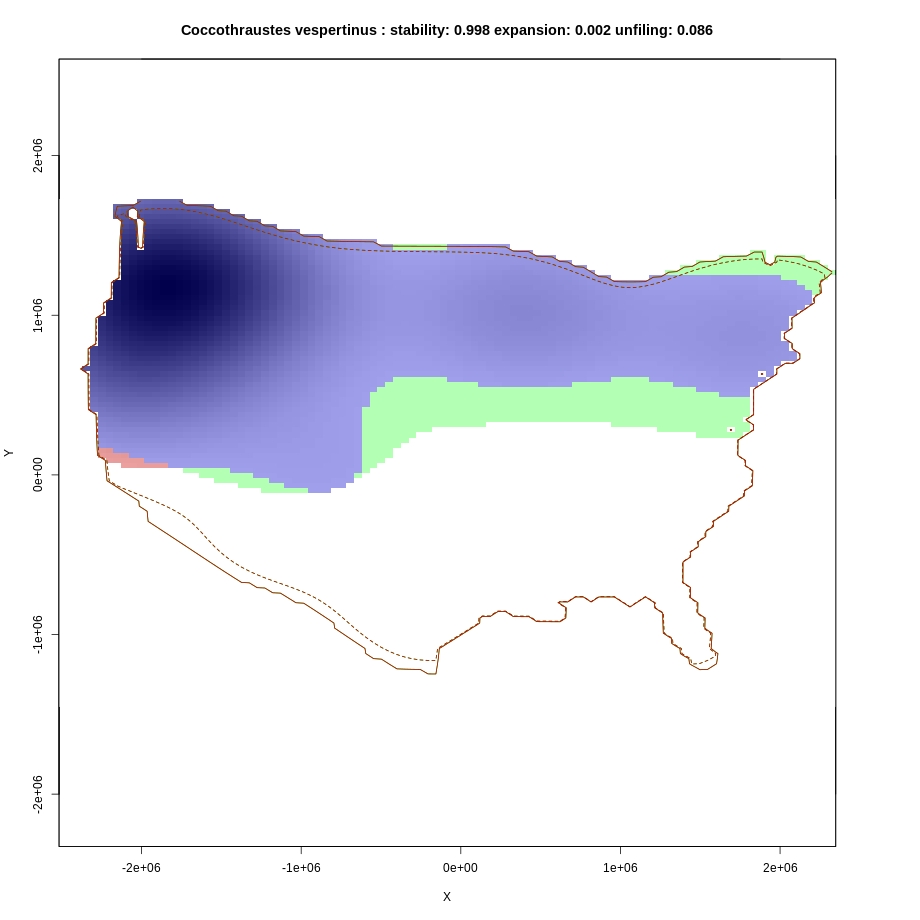 Coccothraustes vespertinus : stability: 0.998 expansion: 0.002 unfiling: 0.086
2e+06
1e+06
Y
0e+00
-1e+06
-2e+06
-2e+06 -1e+06 0e+00 1e+06 2e+06
X